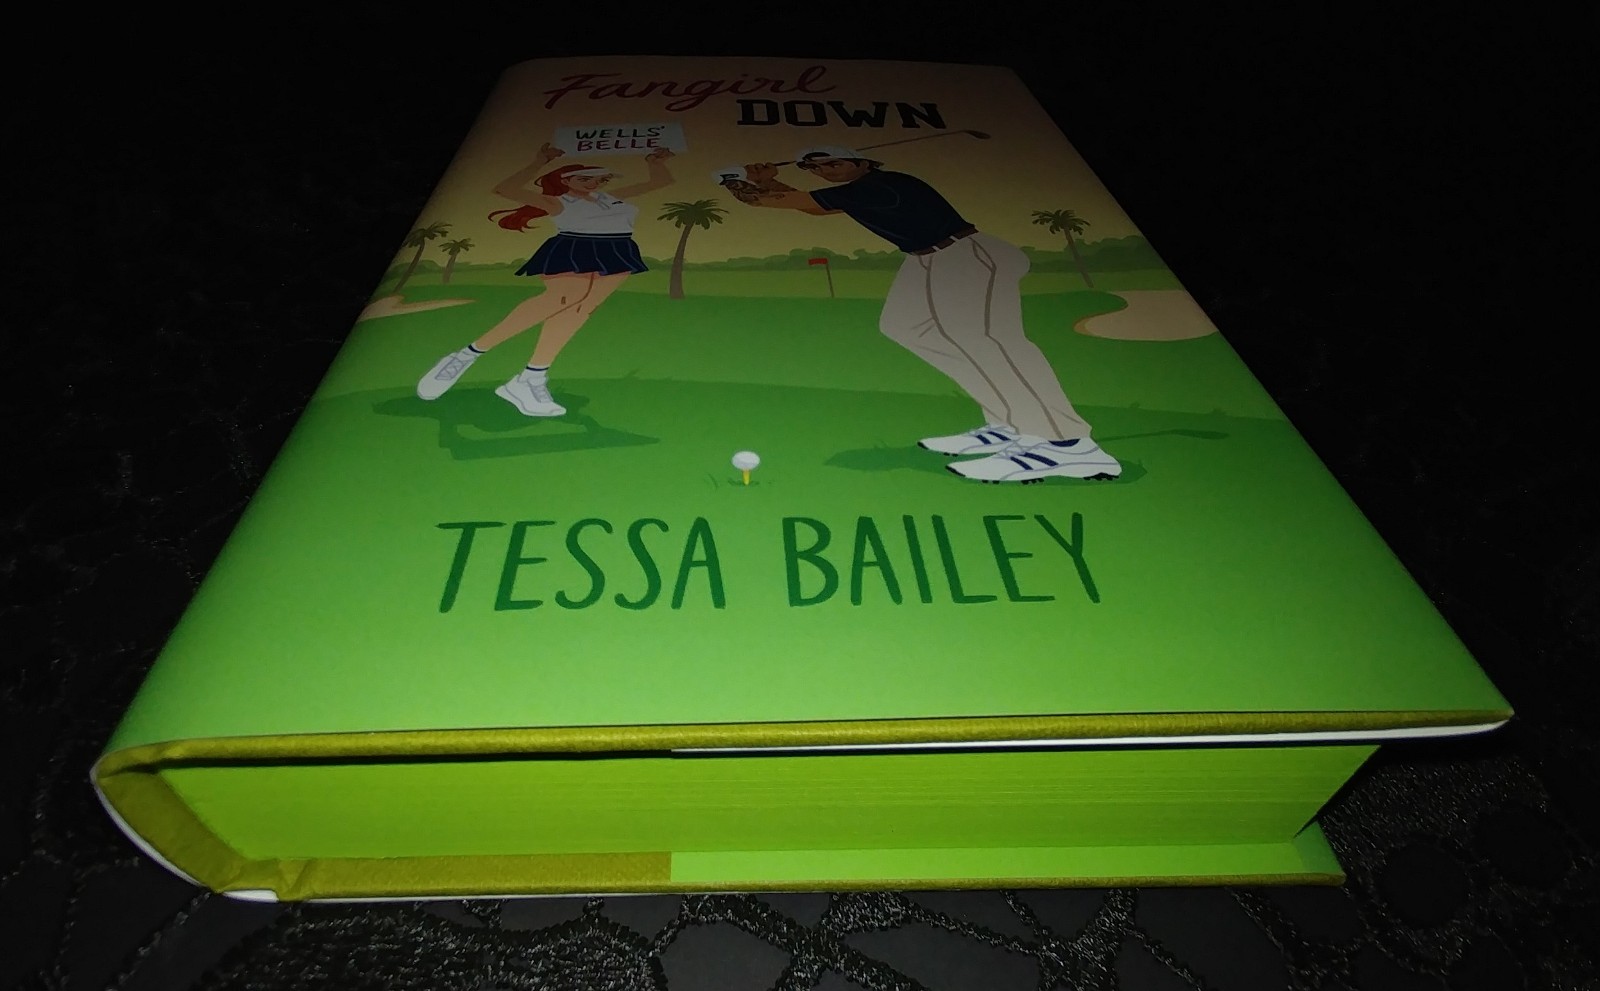 Fangirl
DOWN
WELLS'
BELLE
TESSA BAILEY